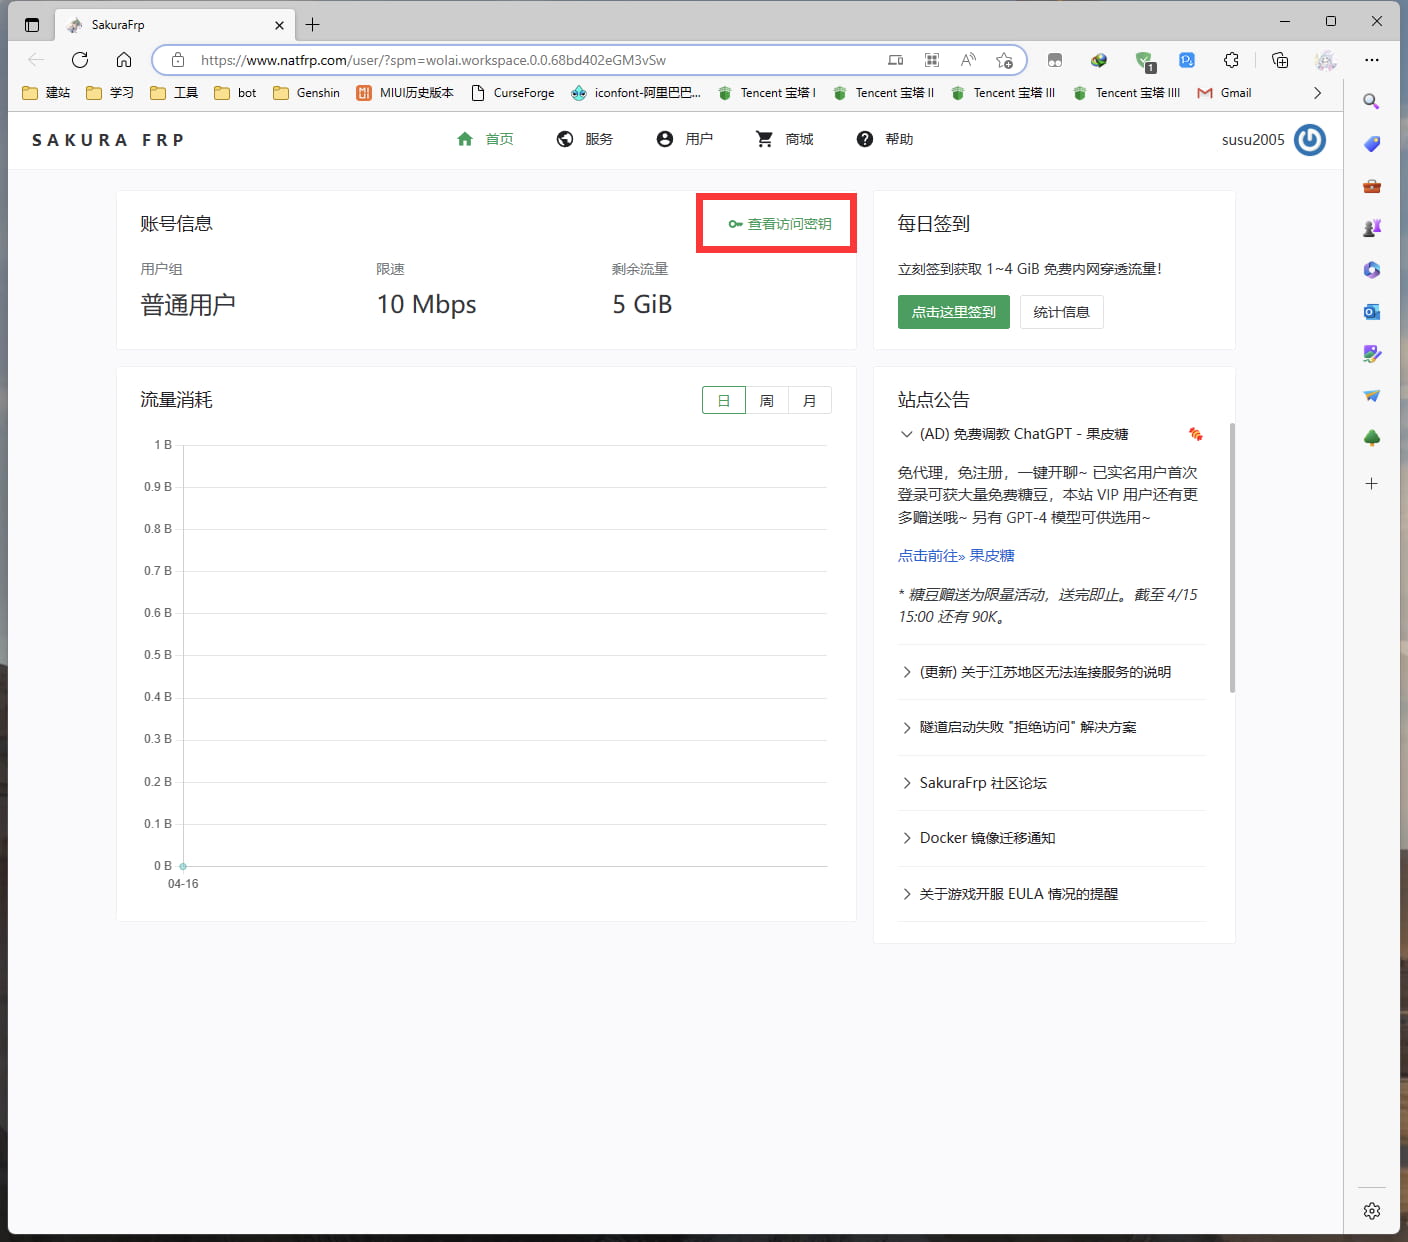 SakuraFrp
https://www.natfrp.com/user/?spm=wolai.workspace.0.0.68bd402eGM3vSw
1
建站 学习 工具 bot Genshin MIUI历史版本 CurseForge iconfont-阿里巴巴... Tencent 宝塔 I Tencent 宝塔 II Tencent 宝塔 III Tencent 宝塔 IIII Gmail
SAKURA FRP 首页 服务 用户 商城 帮助 susu2005
账号信息 查看访问密钥
用户组 限速 剩余流量
普通用户 10 Mbps 5 GiB
每日签到
立刻签到获取 1~4 GiB 免费内网穿透流量!
点击这里签到 统计信息
流量消耗 日 周 月
1 B
0.9 B
0.8 B
0.7 B
0.6 B
0.5 B
0.4 B
0.3 B
0.2 B
0.1 B
0 B
04-16
站点公告
(AD) 免费调教 ChatGPT - 果皮糖
免代理，免注册，一键开聊~ 已实名用户首次
登录可获大量免费糖豆，本站 VIP 用户还有更
多赠送哦~ 另有 GPT-4 模型可供选用~
点击前往» 果皮糖
* 糖豆赠送为限量活动，送完即止。截至 4/15
15:00 还有 90K。
(更新) 关于江苏地区无法连接服务的说明
隧道启动失败 "拒绝访问" 解决方案
SakuraFrp 社区论坛
Docker 镜像迁移通知
关于游戏开服 EULA 情况的提醒